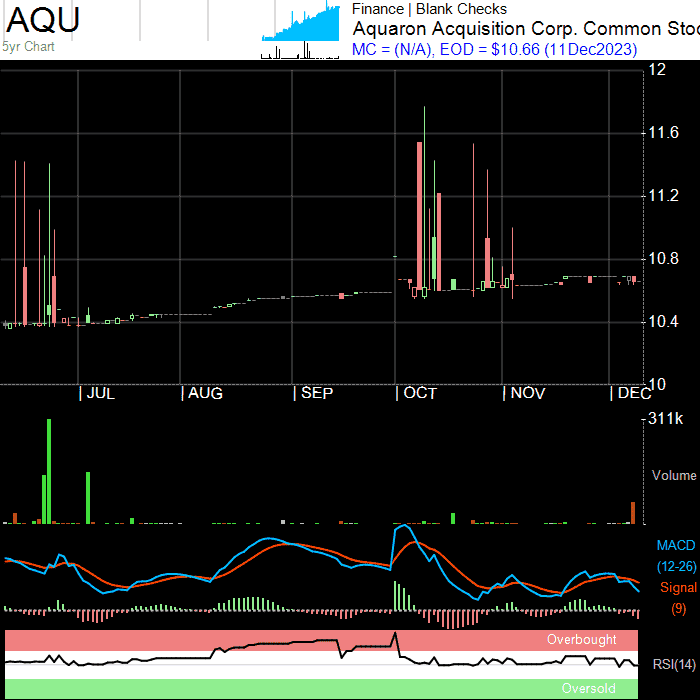 AQU
5yr Chart
Finance | Blank Checks
Aquaron Acquisition Corp. Common Stoc
MC = (N/A), EOD = $10.66 (11Dec2023)
12
11.6
11.2
10.8
10.4
10
| JUL | AUG | SEP | OCT | NOV | DEC
311k
Volume
MACD
(12-26)
Signal
(9)
Overbought
RSI(14)
Oversold